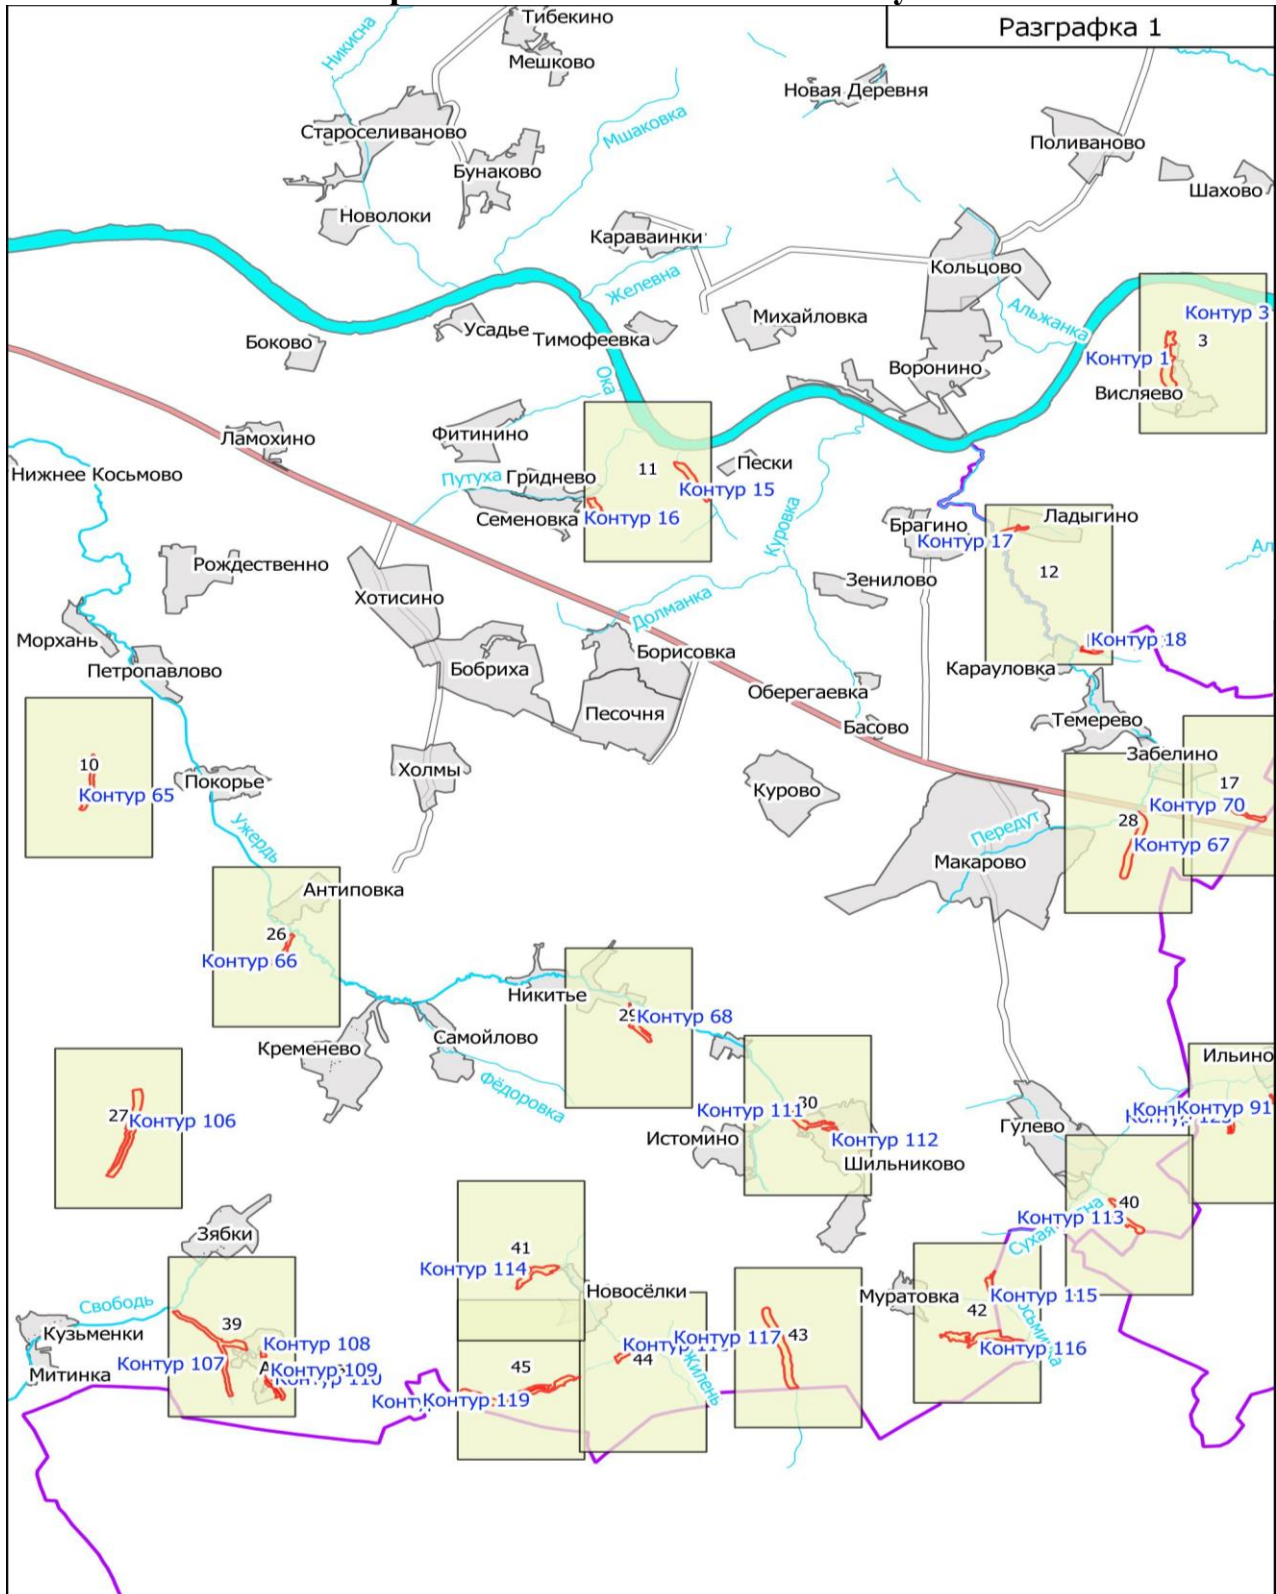 Разграфка 1
Тибекино
Никисна
Мешково
Новая Деревня
Староселиваново
Мшаковка
Поливаново
Бунаково
Шахово
Новолоки
Караваинки
Кольцово
Желевна
Альжанка
Контур 3
Михайловка
Усадье
Тимофеевка
Боково
3
Контур 1
Воронино
Ока
Висляево
Ламохино
Фитинино
Пески
11
Нижнее Косьмово
Путуха
Гриднево
Контур 15
Семеновка
Контур 16
Куровка
Брагино
Ладыгино
Контур 17
Рождественно
12
Зенилово
Хотисино
Долманка
Морхань
Контур 18
Борисовка
Петропавлово
Бобриха
Карауловка
Оберегаевка
Песочня
Темерево
Басово
Забелино
10
Холмы
Покорье
17
Контур 65
Курово
Контур 70
28
Ужердь
Передут
Контур 67
Макарово
Антиповка
26
Контур 66
Никитье
29
Контур 68
Самойлово
Кременево
Фёдоровка
Ильино
27
Контур 106
Контур 111
30
Контур 91
Гулево
Истомино
Контур 112
Шильниково
40
Контур 113
Зябки
41
Контур 114
Новосёлки
Муратовка
Контур 115
Свободь
42
39
Кузьменки
Контур 108
Контур 117
43
Контур 116
Контур 107
44
Митинка
Контур 109
45
Жилень
Контур 119